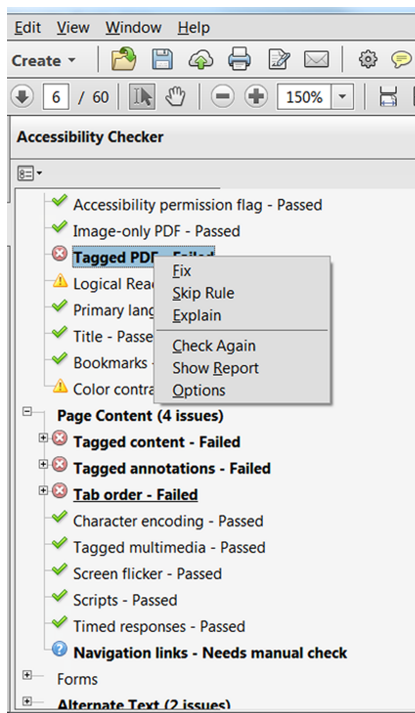 Edit View Window Help
Create
6 / 60 150%
Accessibility Checker
Accessibility permission flag - Passed
Image-only PDF - Passed
Tagged PDF - Failed
Fix
Logical Rea
Skip Rule
Primary lang
Explain
Title - Passe
Check Again
Bookmarks -
Show Report
Color contra
Options
Page Content (4 issues)
Tagged content - Failed
Tagged annotations - Failed
Tab order - Failed
Character encoding - Passed
Tagged multimedia - Passed
Screen flicker - Passed
Scripts - Passed
Timed responses - Passed
Navigation links - Needs manual check
Forms
Alternate Text (2 issues)